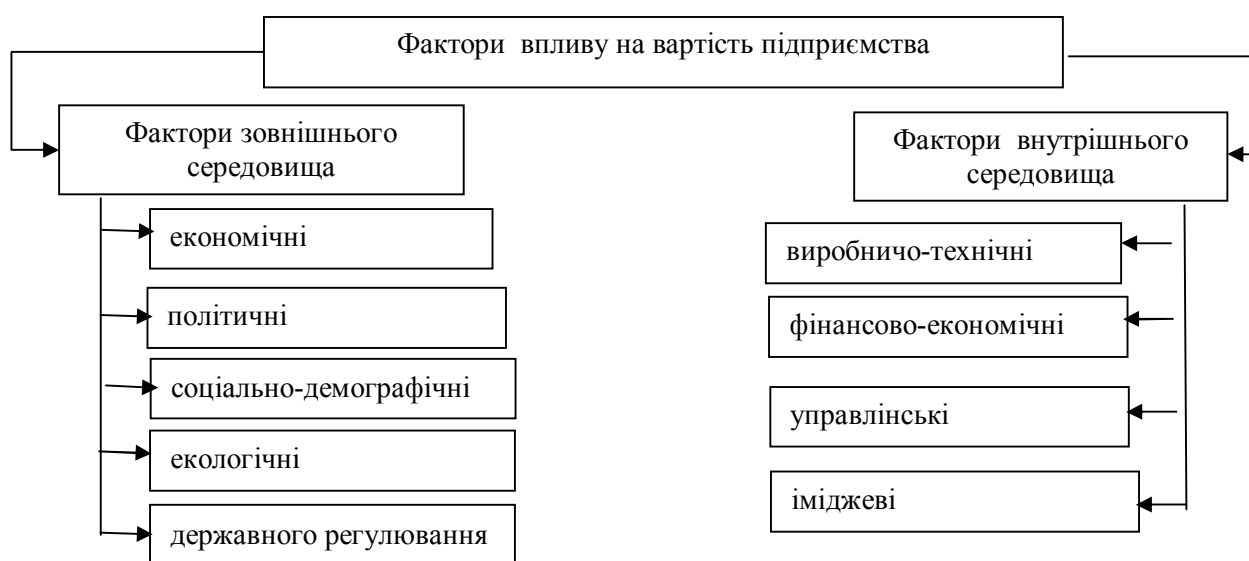 Фактори впливу на вартість підприємства
Фактори зовнішнього
середовища
економічні
політичні
соціально-демографічні
екологічні
державного регулювання
Фактори внутрішнього
середовища
виробничо-технічні
фінансово-економічні
управлінські
іміджеві